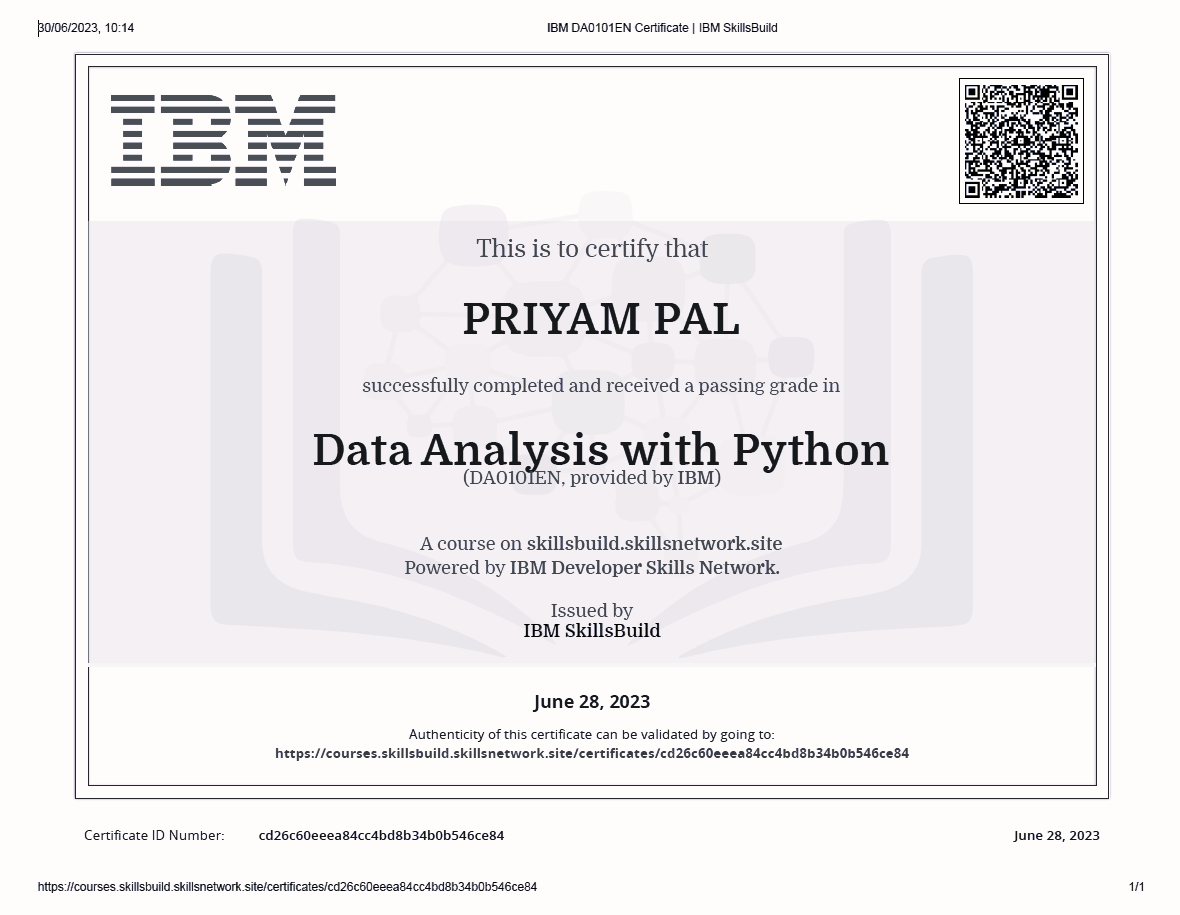 30/06/2023, 10:14
IBM DA0101EN Certificate | IBM SkillsBuild
IBM
This is to certify that
PRIYAM PAL
successfully completed and received a passing grade in
Data Analysis with Python
(DA0101EN, provided by IBM)
A course on skillsbuild.skillsnetwork.site
Powered by IBM Developer Skills Network.
Issued by
IBM SkillsBuild
June 28, 2023
Authenticity of this certificate can be validated by going to:
https://courses.skillsbuild.skillsnetwork.site/certificates/cd26c60eeea84cc4bd8b34b0b546ce84
Certificate ID Number: cd26c60eeea84cc4bd8b34b0b546ce84
June 28, 2023
https://courses.skillsbuild.skillsnetwork.site/certificates/cd26c60eeea84cc4bd8b34b0b546ce84
1/1